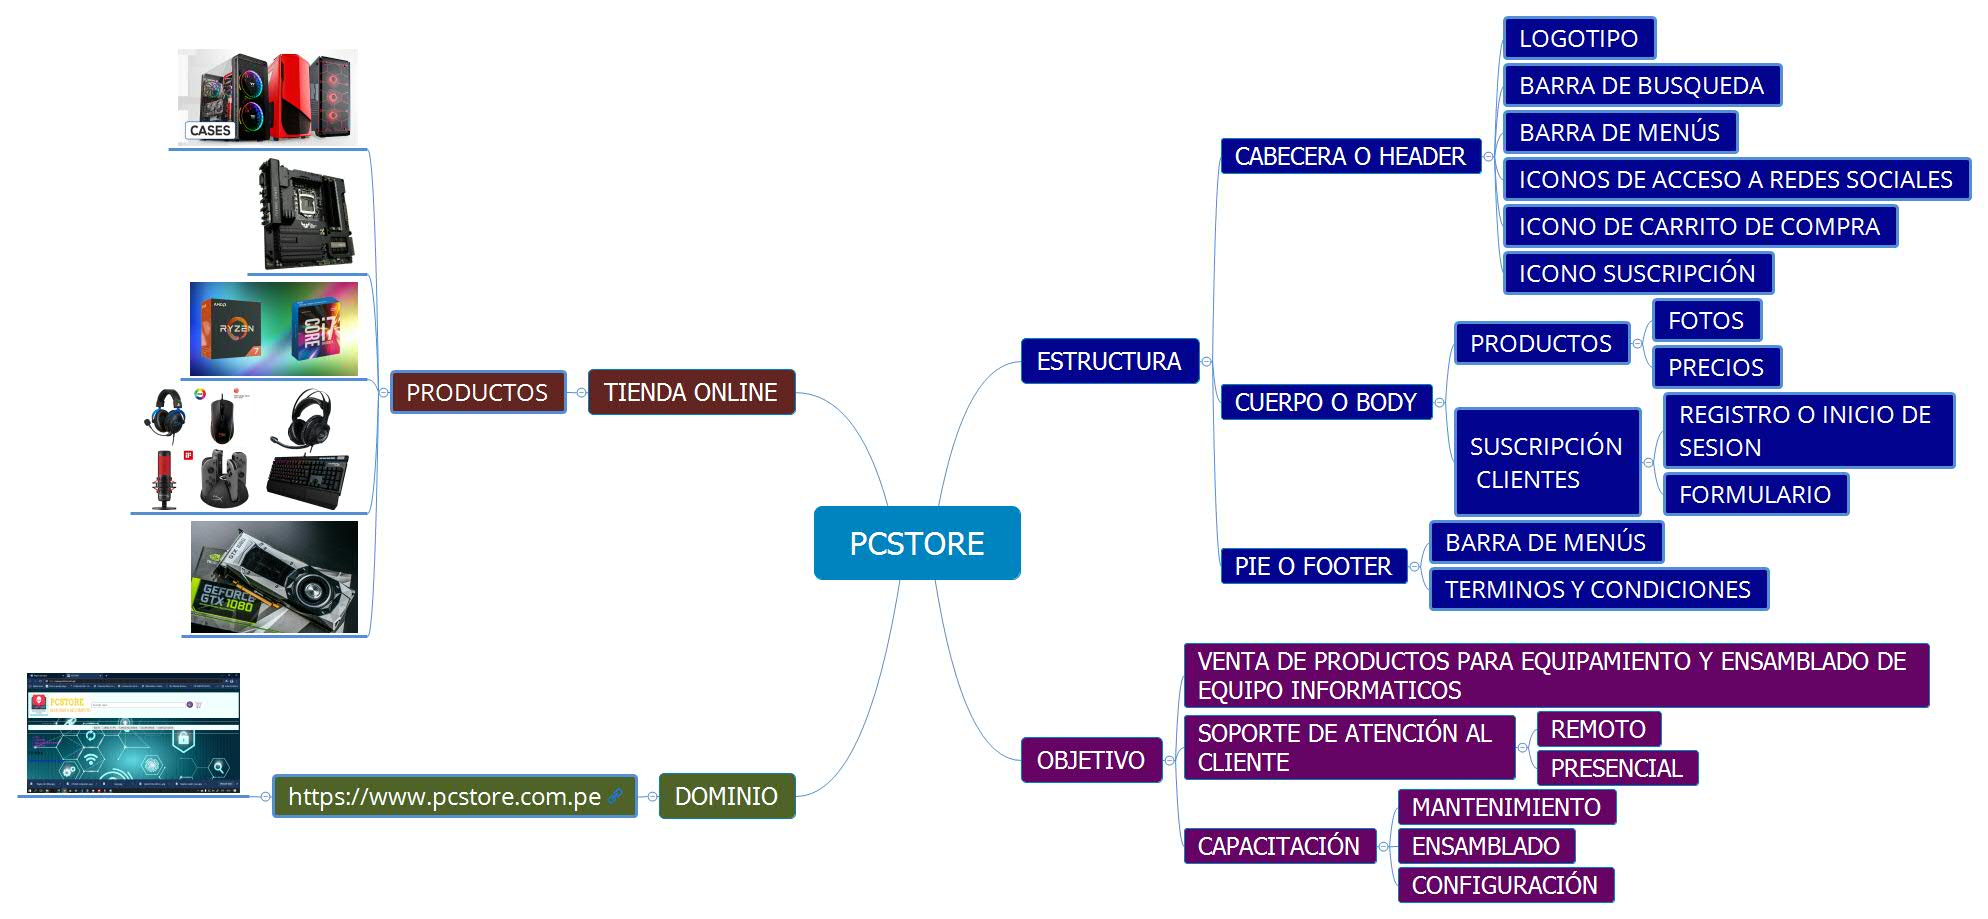 PCSTORE
ESTRUCTURA
CABECERA O HEADER
LOGOTIPO
BARRA DE BUSQUEDA
BARRA DE MENÚS
ICONOS DE ACCESO A REDES SOCIALES
ICONO DE CARRITO DE COMPRA
ICONO SUSCRIPCIÓN
CUERPO O BODY
PRODUCTOS
FOTOS
PRECIOS
SUSCRIPCIÓN
CLIENTES
REGISTRO O INICIO DE
SESION
FORMULARIO
PIE O FOOTER
BARRA DE MENÚS
TERMINOS Y CONDICIONES
OBJETIVO
VENTA DE PRODUCTOS PARA EQUIPAMIENTO Y ENSAMBLADO DE
EQUIPO INFORMATICOS
SOPORTE DE ATENCIÓN AL
CLIENTE
REMOTO
PRESENCIAL
CAPACITACIÓN
MANTENIMIENTO
ENSAMBLADO
CONFIGURACIÓN
TIENDA ONLINE
PRODUCTOS
CASES
AMD
RYZEN
7
CORE
i7
GEFORCE
GTX 1080
DOMINIO
https://www.pcstore.com.pe
PCSTORE